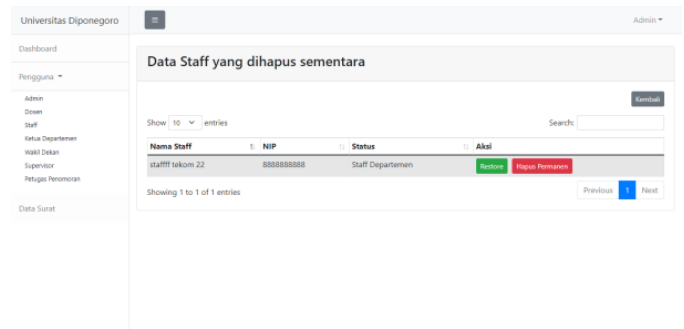 Universitas Diponegoro
Admin
Dashboard
Pengguna
Admin
Dosen
Staff
Ketua Departemen
Wakil Dekan
Supervisor
Petugas Penomoran
Data Surat
Data Staff yang dihapus sementara
Kembali
Show 10 entries
Search:
Nama Staff NIP Status Aksi
staffff tekom 22 8888888888 Staff Departemen Restore Hapus Permanen
Showing 1 to 1 of 1 entries
Previous 1 Next